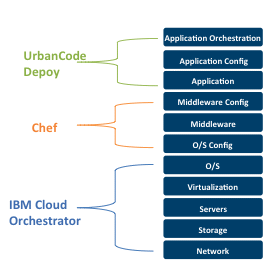 UrbanCode
Depoy
Chef
IBM Cloud
Orchestrator
Application Orchestration
Application Config
Application
Middleware Config
Middleware
O/S Config
O/S
Virtualization
Servers
Storage
Network